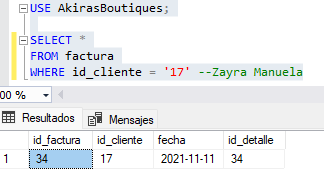 USE AkirasBoutiques;
SELECT *
FROM factura
WHERE id_cliente = '17' --Zayra Manuela
00 %
Resultados Mensajes
id_factura id_cliente fecha id_detalle
1 34 17 2021-11-11 34